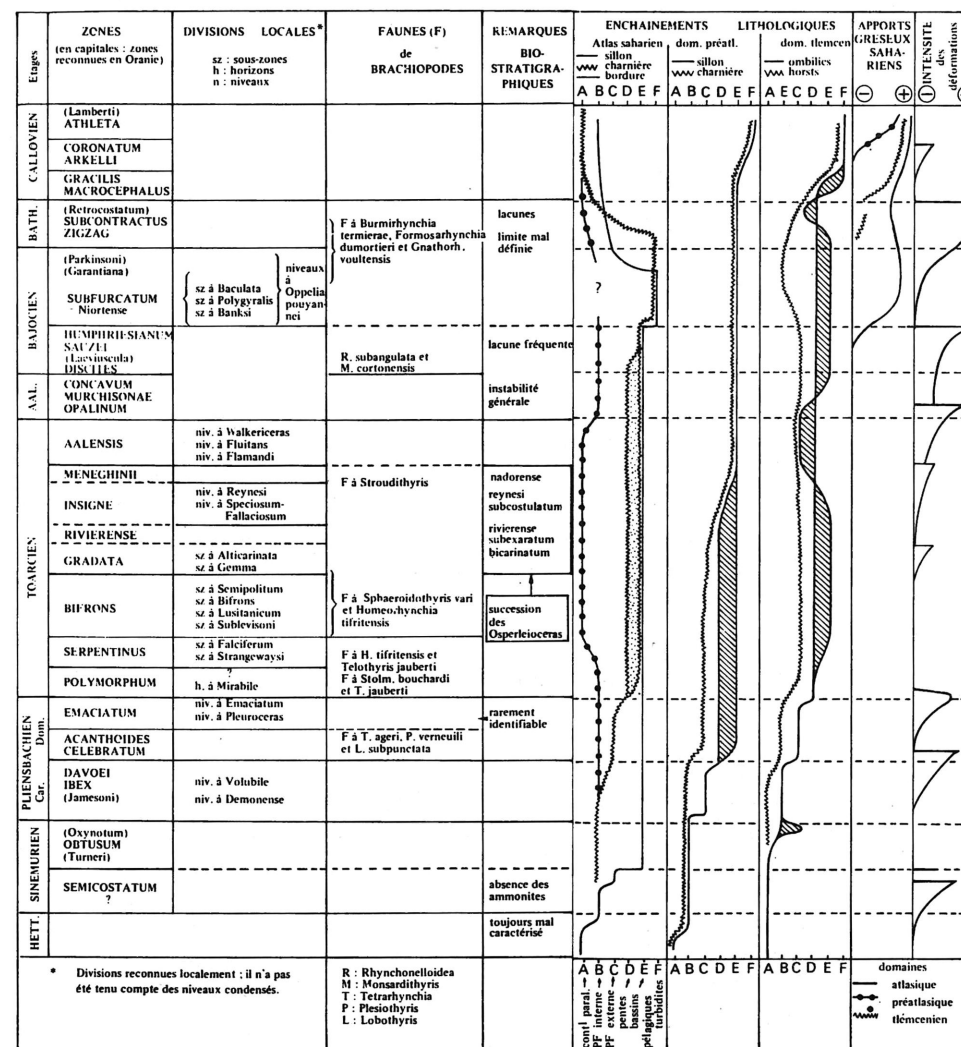 Etages
ZONES
(en capitales : zones
reconnues en Oranie)
DIVISIONS LOCALES*
sz : sous-zones
h : horizons
n : niveaux
FAUNES (F)
de
BRACHIOPODES
REMARQUES
BIO-
STRATIGRA-
PHIQUES
ENCHAINEMENTS LITHOLOGIQUES
Atlas saharien
sillon
charnière
bordure
A B C D E F
dom. préatl.
sillon
charnière
A B C D E F
dom. tlemcen
ombilics
horsts
A B C D E F
APPORTS
GRESEUX
SAHA-
RIENS
INTENSITE
des
déformations
CALLOVIEN
(Lamberti)
ATHLETA
CORONATUM
ARKELLI
GRACILIS
MACROCEPHALUS
BATH.
(Retrocostatum)
SUBCONTRACTUS
ZIGZAG
F à Burmirhynchia
termierae, Formosarhynchia
dumortieri et Gnathorh.
voultensis
lacunes
limite mal
définie
BAJOCIEN
(Parkinsoni)
(Garantiana)
SUBFURCATUM
Niortense
sz à Baculata
sz à Polygyralis
sz à Banksi
niveaux
à
Oppelia
pouyan-
nei
?
HUMPHRIESIANUM
SAUZEI
(Laeviuscula)
DISCITES
R. subangulata et
M. cortonensis
lacune fréquente
AAL.
CONCAVUM
MURCHISONAE
OPALINUM
instabilité
générale
TOARCIEN
AALENSIS
niv. à Walkericeras
niv. à Fluitans
niv. à Flamandi
MENEGHINII
F à Stroudithyris
nadorense
INSIGNE
niv. à Reynesi
niv. à Speciosum-
Fallaciosum
reynesi
subcostulatum
RIVIERENSE
rivierense
subexaratum
bicarinatum
GRADATA
sz à Alticarinata
sz à Gemma
BIFRONS
sz à Semipolitum
sz à Bifrons
sz à Lusitanicum
sz à Sublevisoni
F à Sphaeroidothyris vari
et Homeorhynchia
tifritensis
succession
des
Osperleioceras
SERPENTINUS
sz à Falciferum
sz à Strangewaysi
F à H. tifritensis et
Telothyris jauberti
POLYMORPHUM
?
h. à Mirabile
F à Stolm. bouchardi
et T. jauberti
PLIENSBACHIEN
Dom.
EMACIATUM
niv. à Emaciatum
niv. à Pleuroceras
rarement
identifiable
ACANTHOIDES
CELEBRATUM
F à T. ageri, P. verneuili
et L. subpunctata
Car.
DAVOEI
IBEX
(Jamesoni)
niv. à Volubile
niv. à Demonense
SINEMURIEN
(Oxynotum)
OBTUSUM
(Turneri)
SEMICOSTATUM
?
absence des
ammonites
HETT.
toujours mal
caractérisé
* Divisions reconnues localement ; il n'a pas
été tenu compte des niveaux condensés.
R : Rhynchonelloidea
M : Monsardithyris
T : Tetrarhynchia
P : Plesiothyris
L : Lobothyris
A B C D E F
A B C D E F
A B C D E F
contl paral.
PF interne
PF externe
pentes
bassins
pélagiques
turbidites
domaines
atlasique
préatlasique
tlémcenien